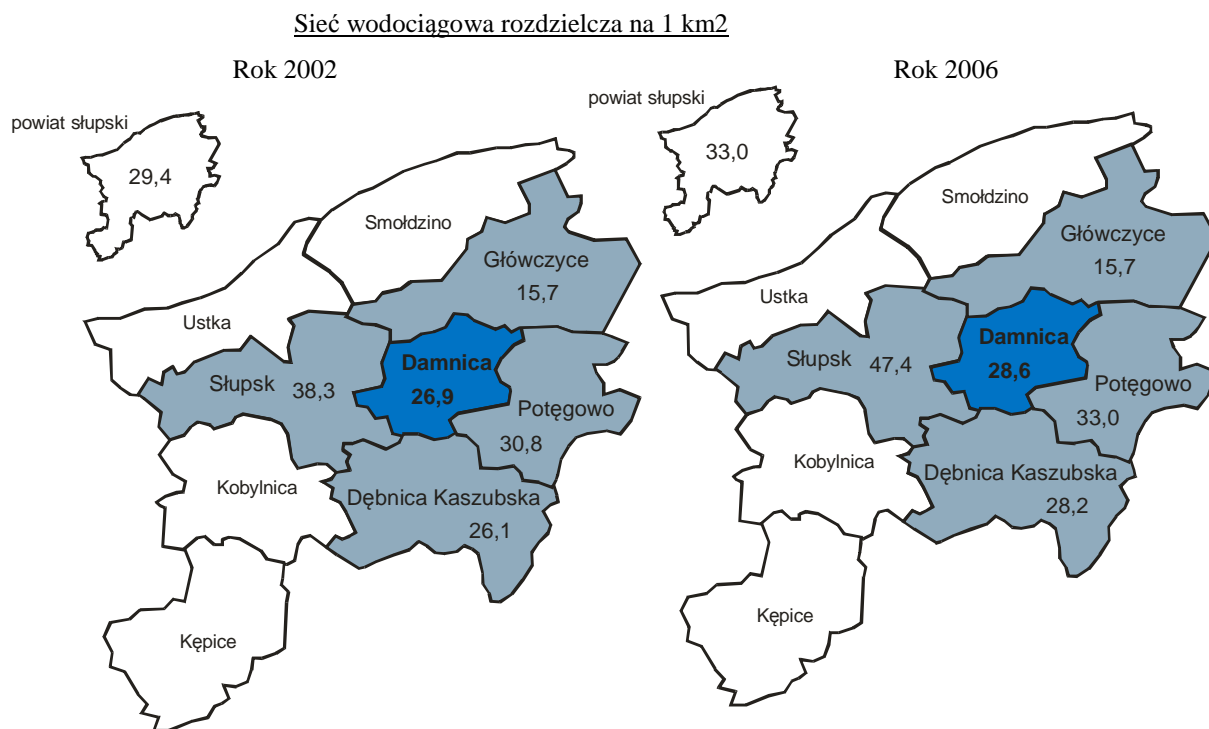 Sieć wodociągowa rozdzielcza na 1 km2
Rok 2002
powiat słupski
29,4
Smołdzino
Główczyce
15,7
Ustka
Damnica
26,9
Słupsk
38,3
Potęgowo
30,8
Kobylnica
Dębnica Kaszubska
26,1
Kępice
Rok 2006
powiat słupski
33,0
Smołdzino
Główczyce
15,7
Ustka
Damnica
28,6
Słupsk
47,4
Potęgowo
33,0
Kobylnica
Dębnica Kaszubska
28,2
Kępice